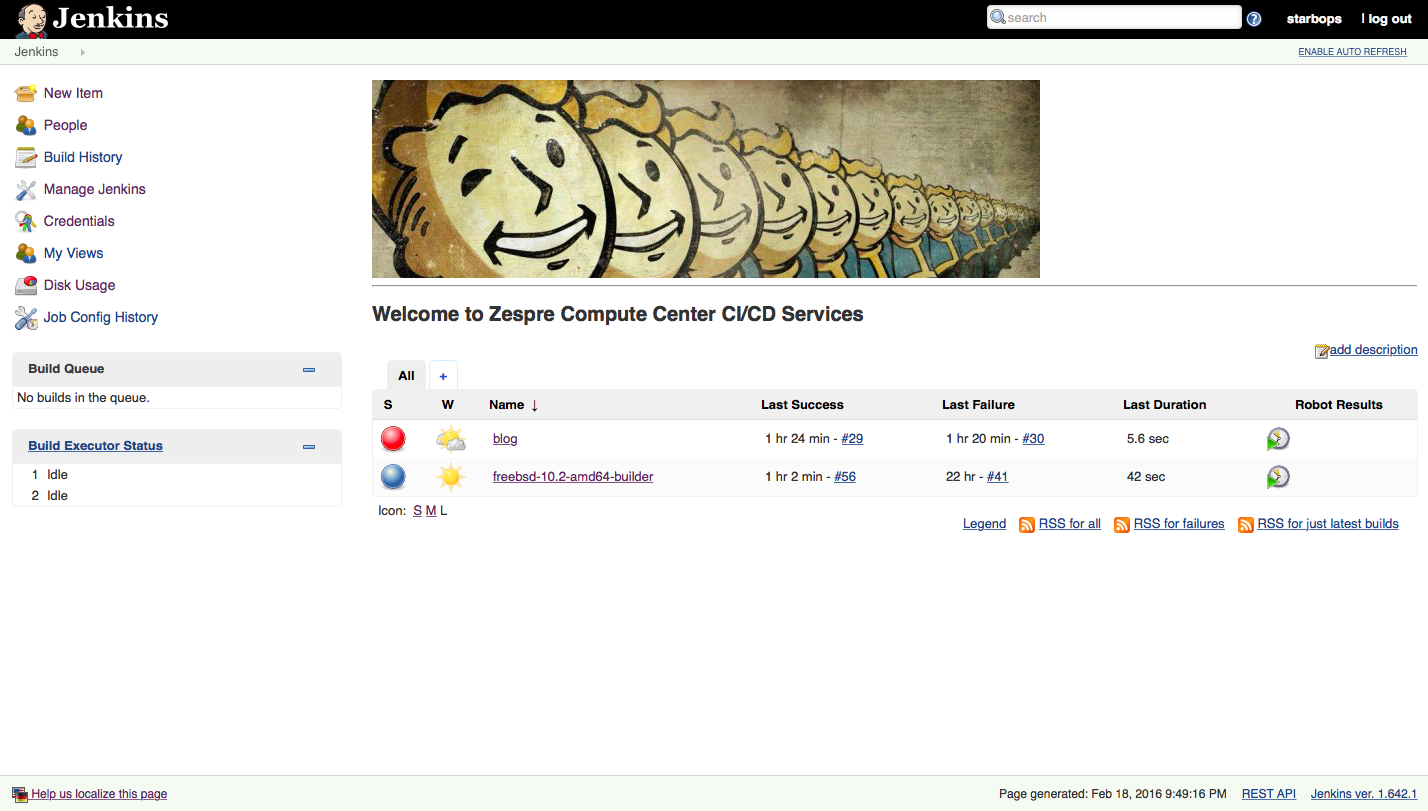 Jenkins
search
starbops | log out
Jenkins
ENABLE AUTO REFRESH
New Item
People
Build History
Manage Jenkins
Credentials
My Views
Disk Usage
Job Config History
Build Queue
No builds in the queue.
Build Executor Status
1 Idle
2 Idle
Welcome to Zespre Compute Center CI/CD Services
add description
All +
S W Name ↓ Last Success Last Failure Last Duration Robot Results
blog 1 hr 24 min - #29 1 hr 20 min - #30 5.6 sec
freebsd-10.2-amd64-builder 1 hr 2 min - #56 22 hr - #41 42 sec
Icon: S M L
Legend RSS for all RSS for failures RSS for just latest builds
Help us localize this page
Page generated: Feb 18, 2016 9:49:16 PM REST API Jenkins ver. 1.642.1